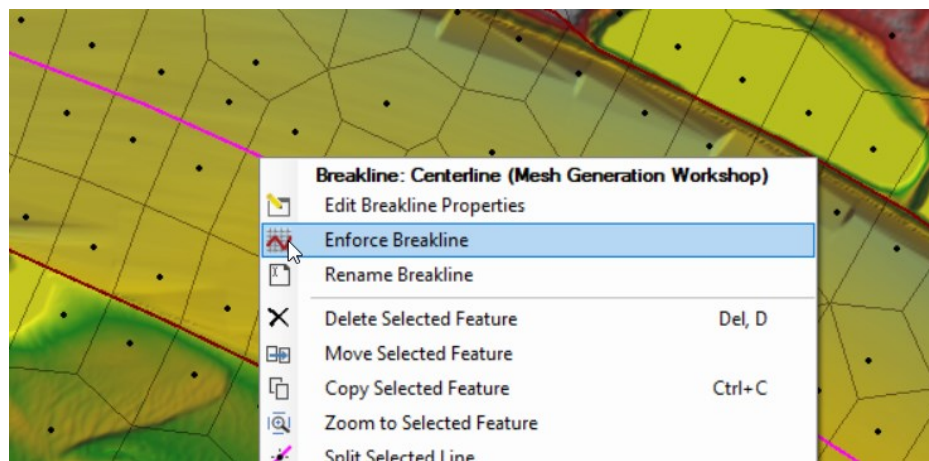 Breakline: Centerline (Mesh Generation Workshop)
Edit Breakline Properties
Enforce Breakline
Rename Breakline
Delete Selected Feature Del, D
Move Selected Feature
Copy Selected Feature Ctrl+C
Zoom to Selected Feature
Split Selected Line